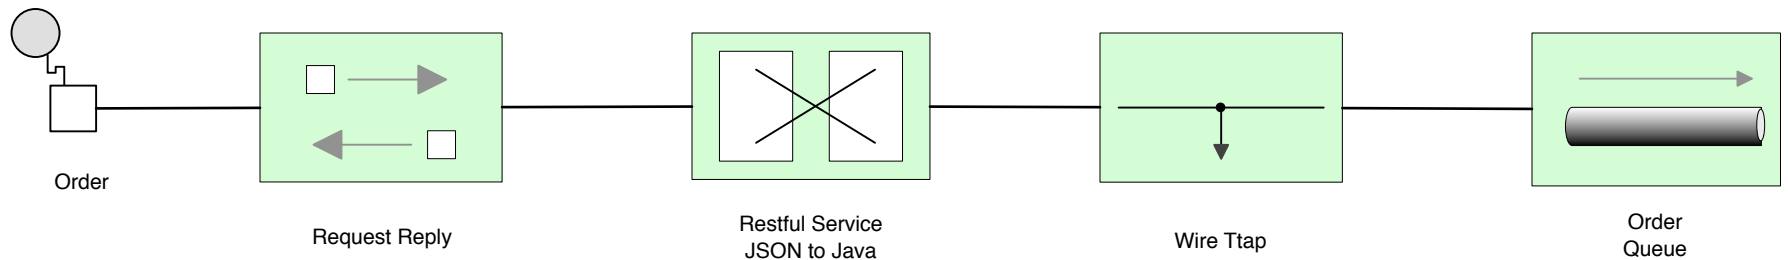 Order
Request Reply
Restful Service
JSON to Java
Wire Ttap
Order
Queue